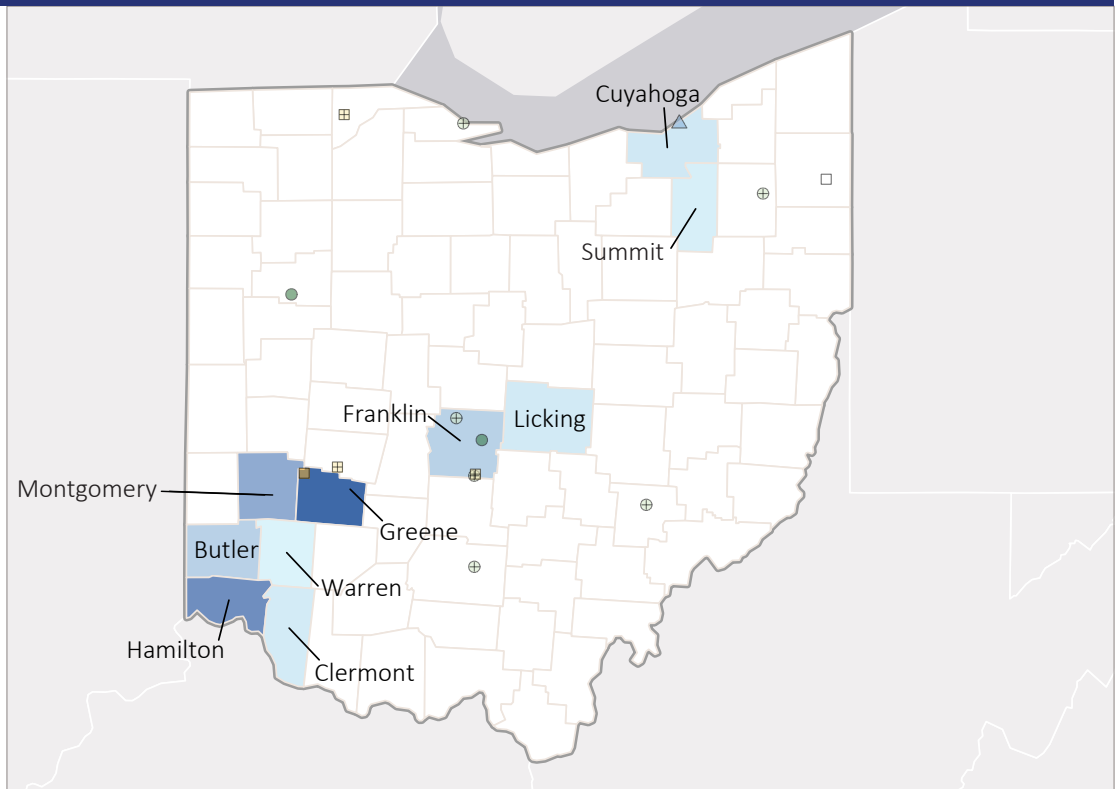 Cuyahoga
Summit
Franklin
Licking
Montgomery
Greene
Butler
Warren
Hamilton
Clermont